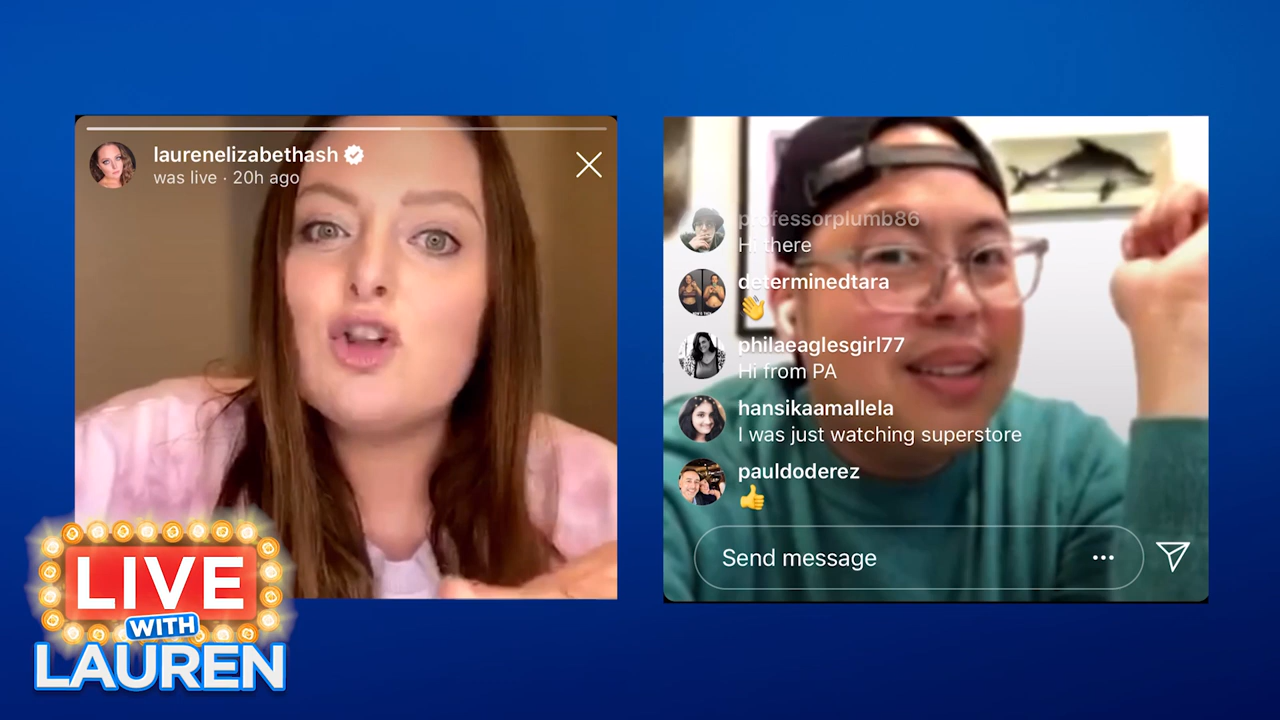 laurenelizabethash
was live · 20h ago
professorplumb86
Hi there
determinedtara
👋
philaeaglesgirl77
Hi from PA
hansikaamallela
I was just watching superstore
pauldoderez
👍
Send message
LIVE
WITH
LAUREN